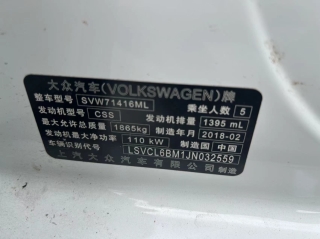 大众汽车(VOLKSWAGEN)牌
整车型号 SVW71416ML 乘坐人数 5
发动机型号 CSS 发动机排量 1395 mL
最大允许总质量 1865kg 制造年月 2018-02
发动机最大净功率 110 kW 制造国 中国
车辆识别代号 LSVCL6BM1JN032559
上汽大众汽车有限公司 制造